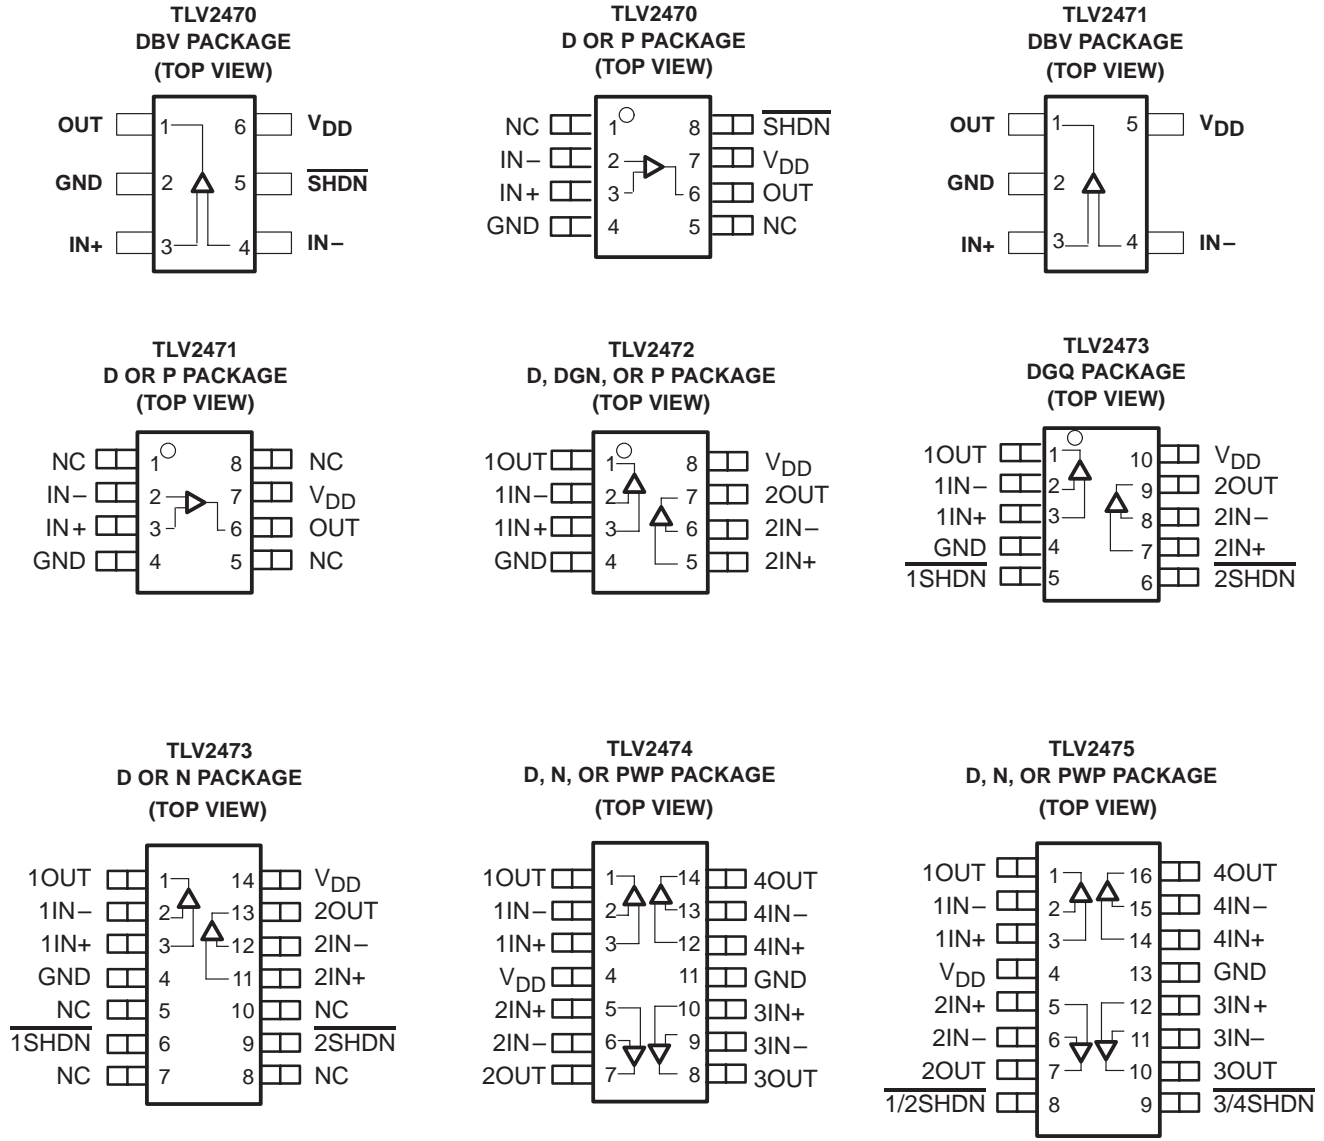 TLV2470
DBV PACKAGE
(TOP VIEW)
OUT 1 6 VDD
GND 2 5 SHDN
IN+ 3 4 IN−
TLV2470
D OR P PACKAGE
(TOP VIEW)
NC 1 8 SHDN
IN− 2 7 VDD
IN+ 3 6 OUT
GND 4 5 NC
TLV2471
DBV PACKAGE
(TOP VIEW)
OUT 1 5 VDD
GND 2
IN+ 3 4 IN−
TLV2471
D OR P PACKAGE
(TOP VIEW)
NC 1 8 NC
IN− 2 7 VDD
IN+ 3 6 OUT
GND 4 5 NC
TLV2472
D, DGN, OR P PACKAGE
(TOP VIEW)
1OUT 1 8 VDD
1IN− 2 7 2OUT
1IN+ 3 6 2IN−
GND 4 5 2IN+
TLV2473
DGQ PACKAGE
(TOP VIEW)
1OUT 1 10 VDD
1IN− 2 9 2OUT
1IN+ 3 8 2IN−
GND 4 7 2IN+
1SHDN 5 6 2SHDN
TLV2473
D OR N PACKAGE
(TOP VIEW)
1OUT 1 14 VDD
1IN− 2 13 2OUT
1IN+ 3 12 2IN−
GND 4 11 2IN+
NC 5 10 NC
1SHDN 6 9 2SHDN
NC 7 8 NC
TLV2474
D, N, OR PWP PACKAGE
(TOP VIEW)
1OUT 1 14 4OUT
1IN− 2 13 4IN−
1IN+ 3 12 4IN+
VDD 4 11 GND
2IN+ 5 10 3IN+
2IN− 6 9 3IN−
2OUT 7 8 3OUT
TLV2475
D, N, OR PWP PACKAGE
(TOP VIEW)
1OUT 1 16 4OUT
1IN− 2 15 4IN−
1IN+ 3 14 4IN+
VDD 4 13 GND
2IN+ 5 12 3IN+
2IN− 6 11 3IN−
2OUT 7 10 3OUT
1/2SHDN 8 9 3/4SHDN